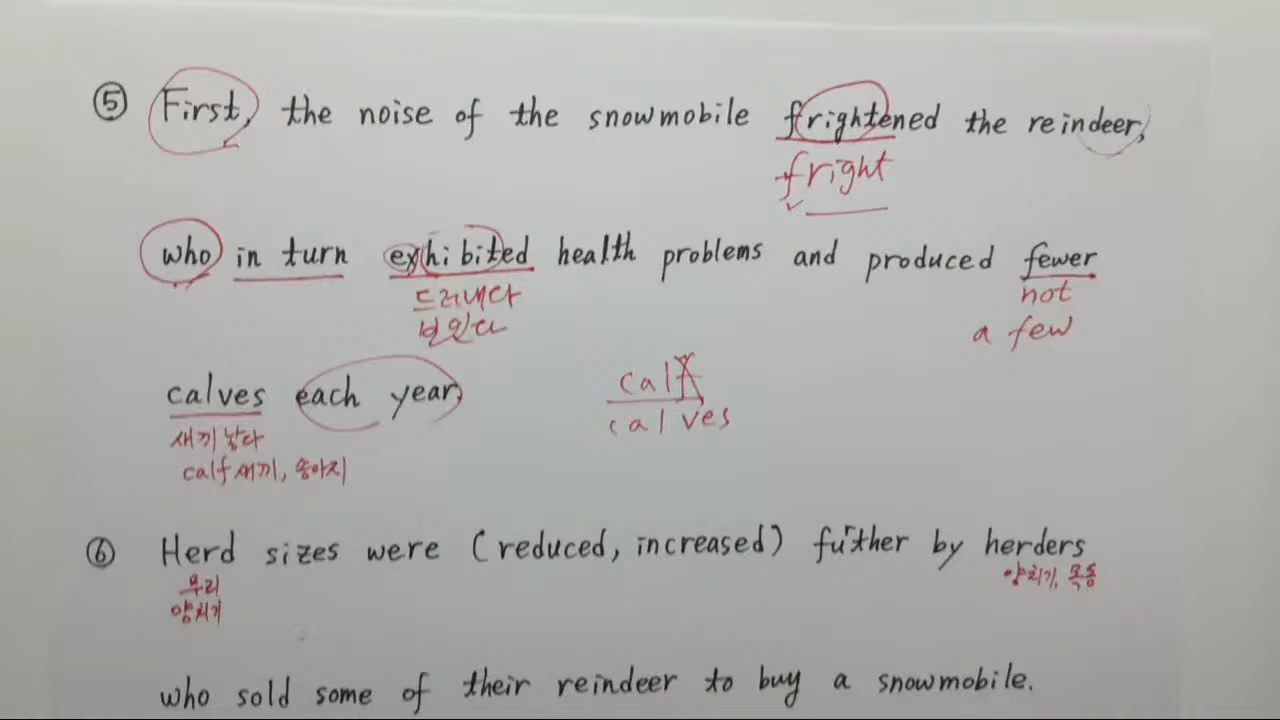 ⑤ First, the noise of the snowmobile frightened the reindeer,
fright
who in turn exhibited health problems and produced fewer
드러내다 not
보인다 a few
calves each year, calf
새끼 낳다 calves
calf 새끼, 송아지
⑥ Herd sizes were (reduced, increased) further by herders
무리 양치기, 목동
양치기
who sold some of their reindeer to buy a snowmobile.